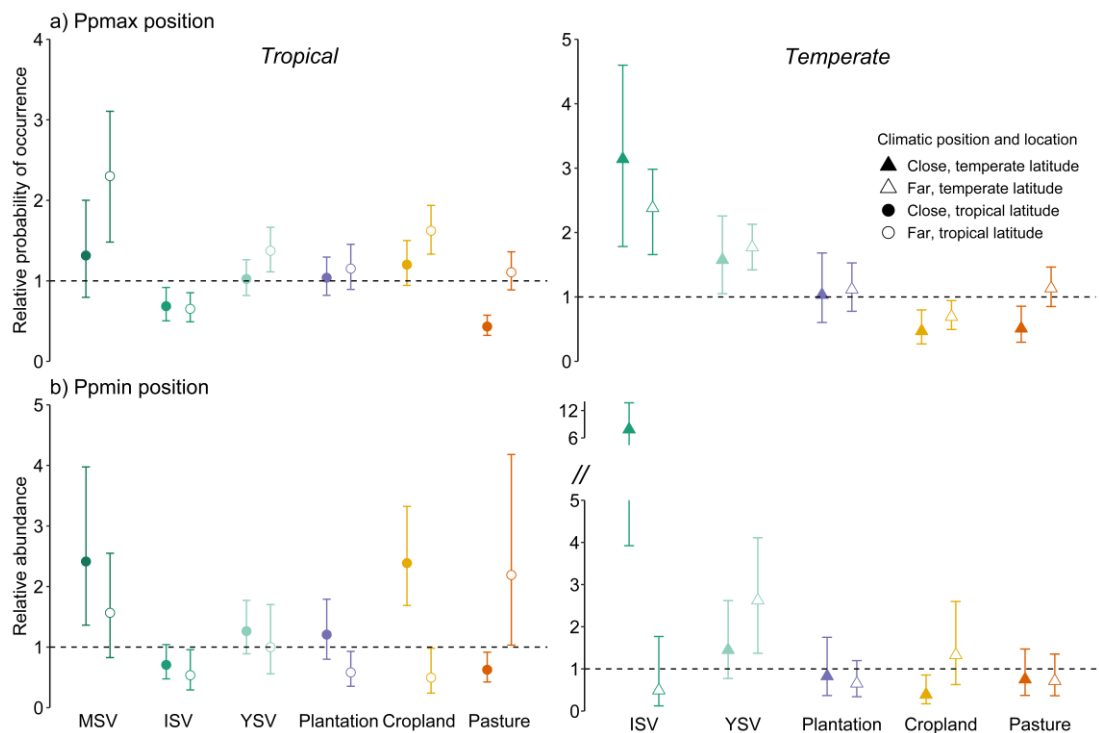 a) Ppmax position
Tropical
Temperate
Relative probability of occurrence
4
3
2
1
0
5
4
3
2
1
0
Climatic position and location
Close, temperate latitude
Far, temperate latitude
Close, tropical latitude
Far, tropical latitude
b) Ppmin position
Relative abundance
5
4
3
2
1
0
12
6
//
5
4
3
2
1
0
MSV ISV YSV Plantation Cropland Pasture
ISV YSV Plantation Cropland Pasture